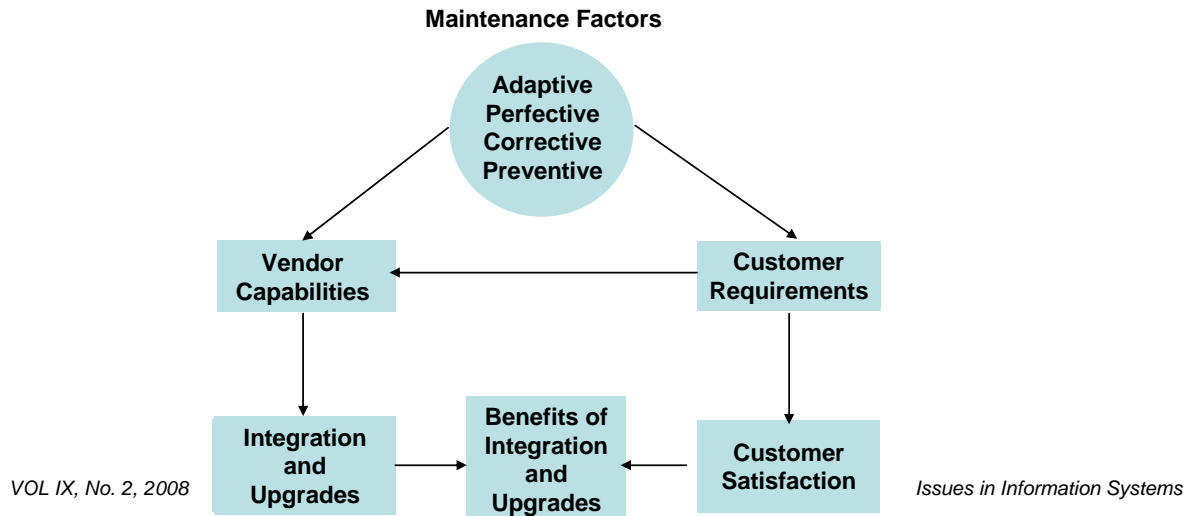 Maintenance Factors
Adaptive
Perfective
Corrective
Preventive
Vendor
Capabilities
Customer
Requirements
Integration
and
Upgrades
Benefits of
Integration
and
Upgrades
Customer
Satisfaction
VOL IX, No. 2, 2008
Issues in Information Systems